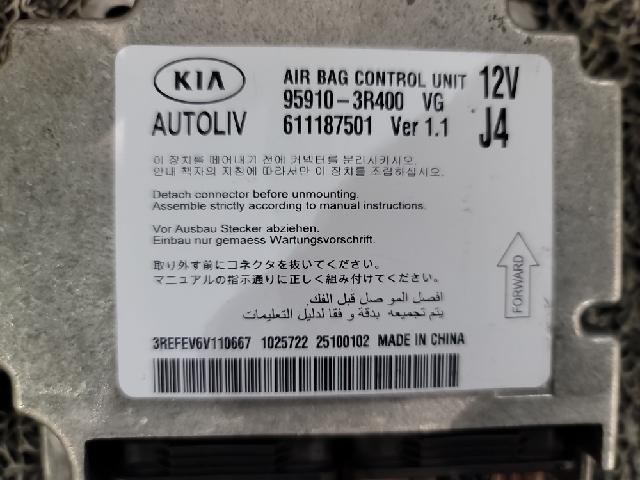 KIA
AIR BAG CONTROL UNIT 12V
95910-3R400 VG
AUTOLIV 611187501 Ver 1.1 J4
이 장치를 떼어내기 전에 커넥터를 분리시키시오.
안내 책자의 지침에 따라서만 이 장치를 조립하십시오.
Detach connector before unmounting.
Assemble strictly according to manual instructions.
Vor Ausbau Stecker abziehen.
Einbau nur gemaess Wartungsvorschrift.
取り外す前にコネクタを抜いてください。
マニュアルの指示通りに正しく組み付けてください。
افصل الموصل قبل الفك.
يتم تجميعه بدقة و فقا لدليل التعليمات
FORWARD
3REFEV6V110667 1025722 25100102 MADE IN CHINA